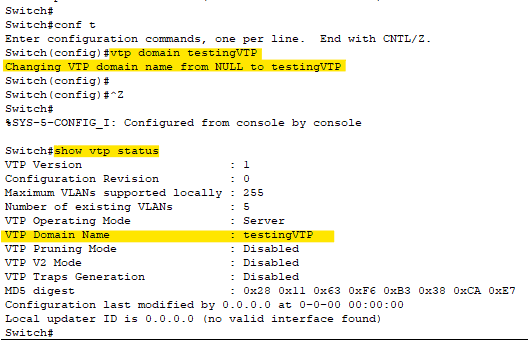 Switch#
Switch#conf t
Enter configuration commands, one per line.  End with CNTL/Z.
Switch(config)#vtp domain testingVTP
Changing VTP domain name from NULL to testingVTP
Switch(config)#
Switch(config)#^Z
Switch#
%SYS-5-CONFIG_I: Configured from console by console
Switch#show vtp status
VTP Version                     : 1
Configuration Revision          : 0
Maximum VLANs supported locally : 255
Number of existing VLANs        : 5
VTP Operating Mode              : Server
VTP Domain Name                 : testingVTP
VTP Pruning Mode                : Disabled
VTP V2 Mode                     : Disabled
VTP Traps Generation            : Disabled
MD5 digest                      : 0x28 0x11 0x63 0xF6 0xB3 0x38 0xCA 0xE7
Configuration last modified by 0.0.0.0 at 0-0-00 00:00:00
Local updater ID is 0.0.0.0 (no valid interface found)
Switch#